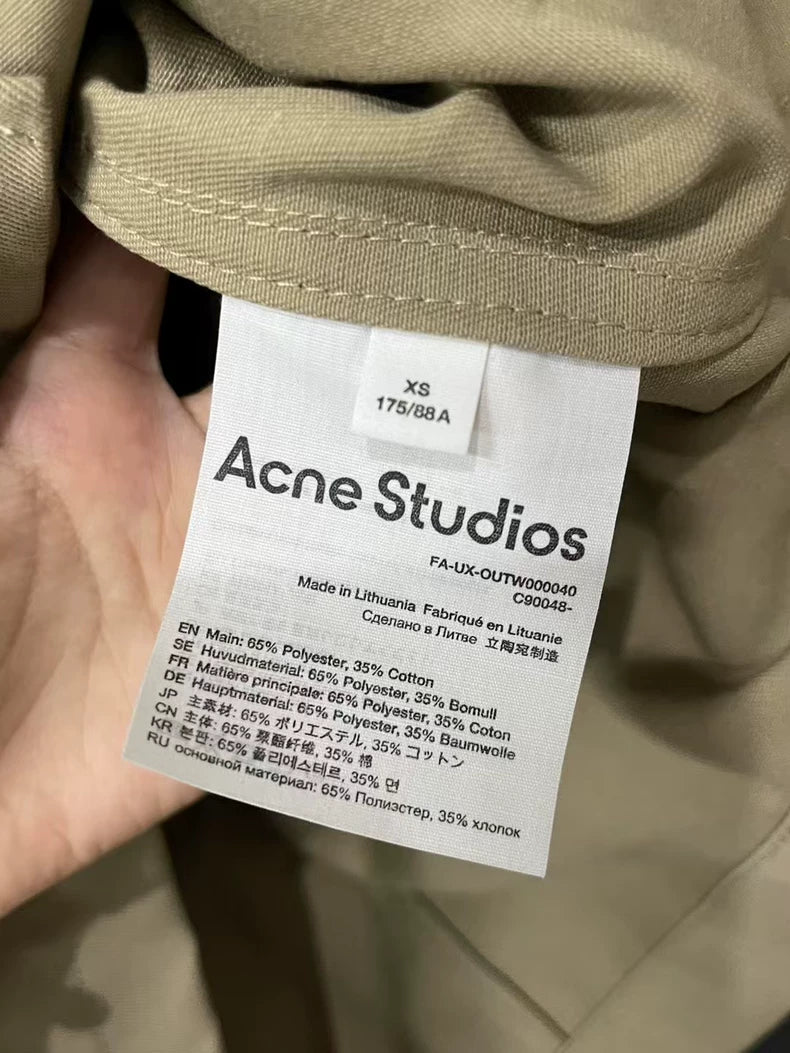 XS
175/88A
Acne Studios
FA-UX-OUTW000040
C90048-
Made in Lithuania Fabriqué en Lituanie
Сделано в Литве 立陶宛制造
EN Main: 65% Polyester, 35% Cotton
SE Huvudmaterial: 65% Polyester, 35% Bomull
FR Matière principale: 65% Polyester, 35% Coton
DE Hauptmaterial: 65% Polyester, 35% Baumwolle
JP 主素材: 65% ポリエステル, 35% コットン
CN 主体: 65% 聚酯纤维, 35% 棉
KR 본판: 65% 폴리에스테르, 35% 면
RU основной материал: 65% Полиэстер, 35% хлопок